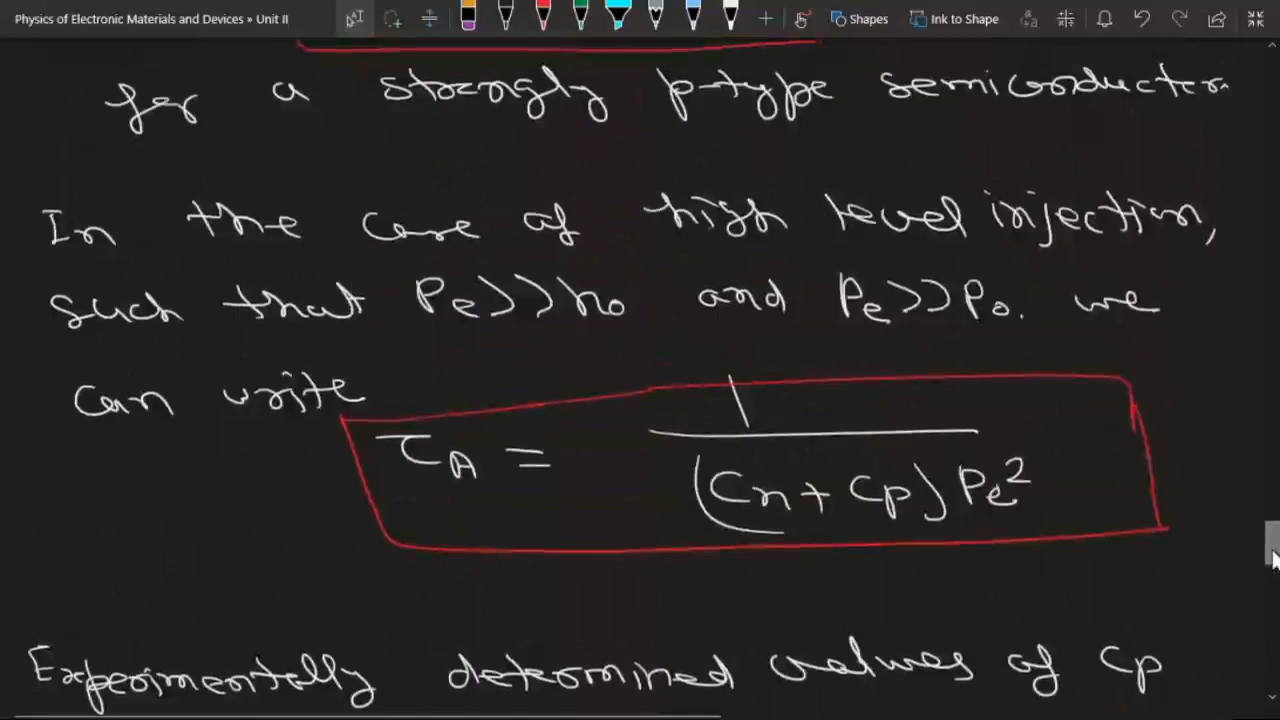 Physics of Electronic Materials and Devices » Unit II
Shapes
Ink to Shape
for a strongly p-type semiconductor.
In the case of high level injection,
such that Pe>>no and Pe>>Po. we
can write
τA = 1 / (Cn + Cp) Pe²
Experimentally determined values of Cp